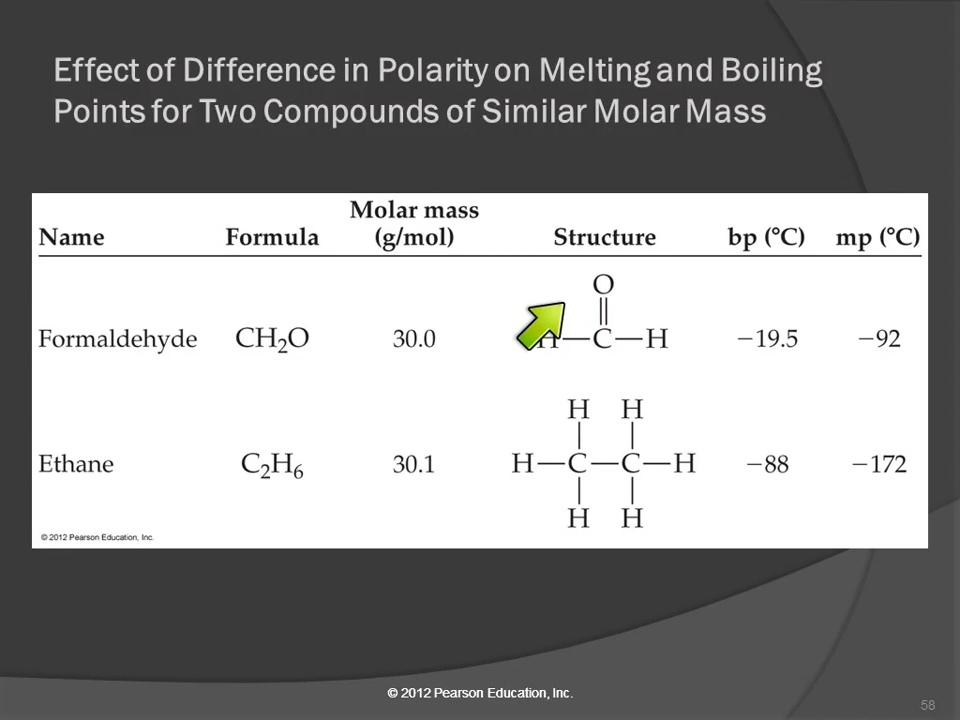 Effect of Difference in Polarity on Melting and Boiling
Points for Two Compounds of Similar Molar Mass
Name Formula Molar mass (g/mol) Structure bp (°C) mp (°C)
O
Formaldehyde CH₂O 30.0 H—C—H −19.5 −92
H H
Ethane C₂H₆ 30.1 H—C—C—H −88 −172
H H
© 2012 Pearson Education, Inc.
© 2012 Pearson Education, Inc.
58